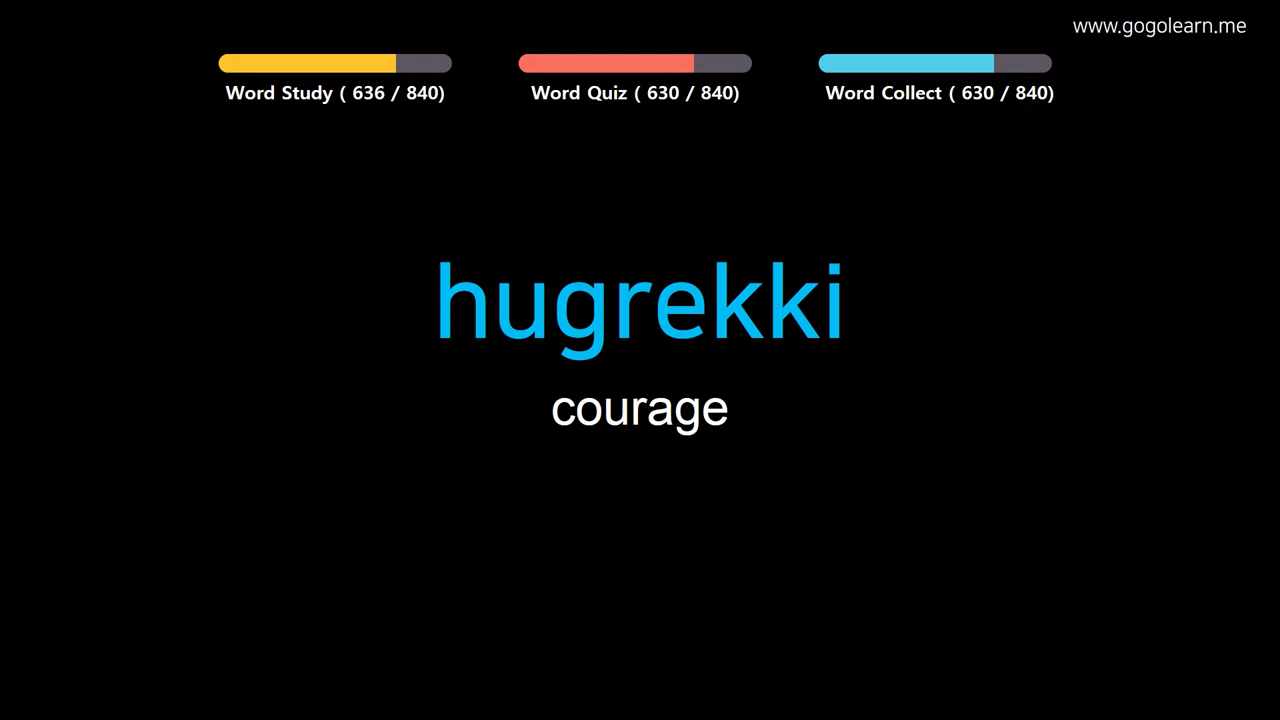 www.gogolearn.me
Word Study ( 636 / 840)
Word Quiz ( 630 / 840)
Word Collect ( 630 / 840)
hugrekki
courage